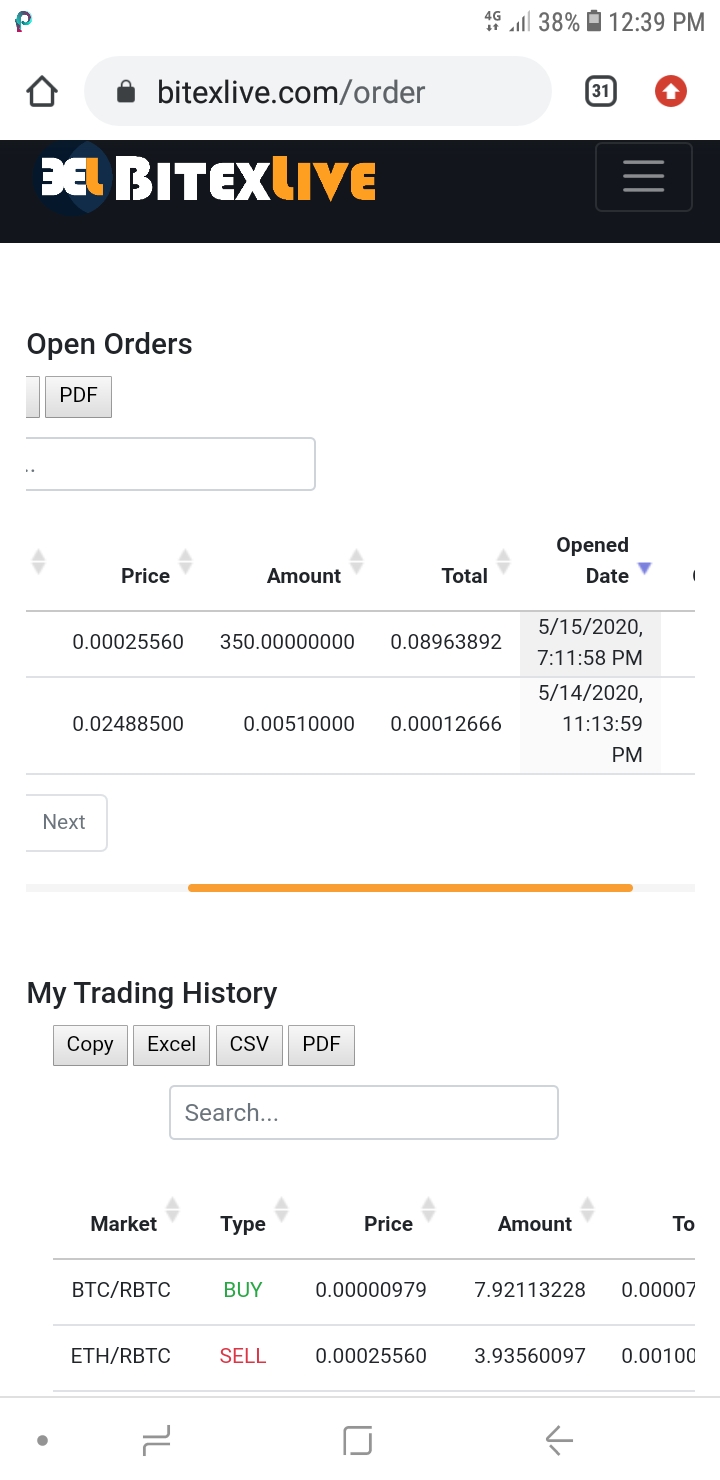 4G 38% 12:39 PM
bitexlive.com/order 31
BITEXLIVE
Open Orders
PDF
..
Price Amount Total Opened Date
0.00025560 350.00000000 0.08963892 5/15/2020, 7:11:58 PM
0.02488500 0.00510000 0.00012666 5/14/2020, 11:13:59 PM
Next
My Trading History
Copy Excel CSV PDF
Search...
Market Type Price Amount To
BTC/RBTC BUY 0.00000979 7.92113228 0.00007
ETH/RBTC SELL 0.00025560 3.93560097 0.00100